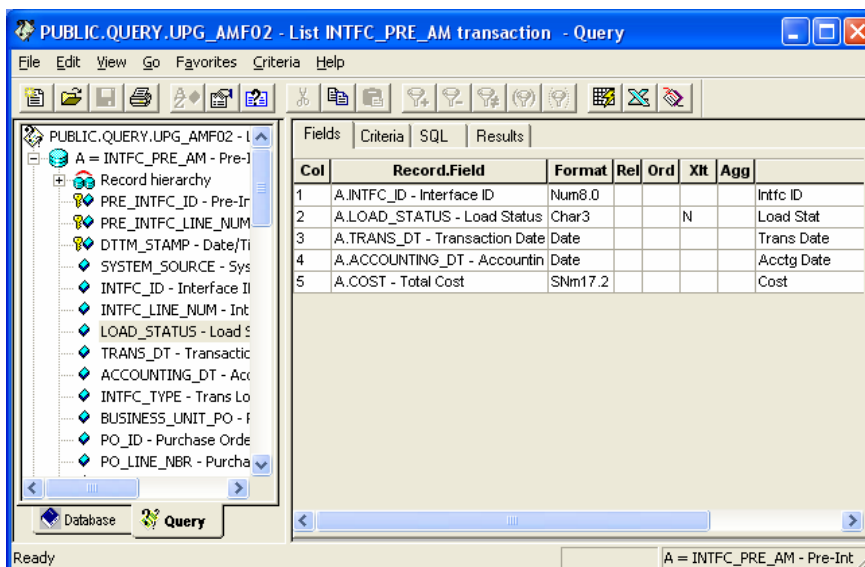 PUBLIC.QUERY.UPG_AMF02 - List INTFC_PRE_AM transaction - Query
File Edit View Go Favorites Criteria Help
PUBLIC.QUERY.UPG_AMF02 - L
A = INTFC_PRE_AM - Pre-I
Record hierarchy
PRE_INTFC_ID - Pre-Ir
PRE_INTFC_LINE_NUM
DTTM_STAMP - Date/Ti
SYSTEM_SOURCE - Sys
INTFC_ID - Interface II
INTFC_LINE_NUM - Int
LOAD_STATUS - Load S
TRANS_DT - Transactic
ACCOUNTING_DT - Acc
INTFC_TYPE - Trans Lo
BUSINESS_UNIT_PO - F
PO_ID - Purchase Orde
PO_LINE_NBR - Purcha
Database Query
Fields Criteria SQL Results
Col Record.Field Format Rel Ord Xlt Agg
1 A.INTFC_ID - Interface ID Num8.0 Intfc ID
2 A.LOAD_STATUS - Load Status Char3 N Load Stat
3 A.TRANS_DT - Transaction Date Date Trans Date
4 A.ACCOUNTING_DT - Accountin Date Acctg Date
5 A.COST - Total Cost SNm17.2 Cost
Ready A = INTFC_PRE_AM - Pre-Int